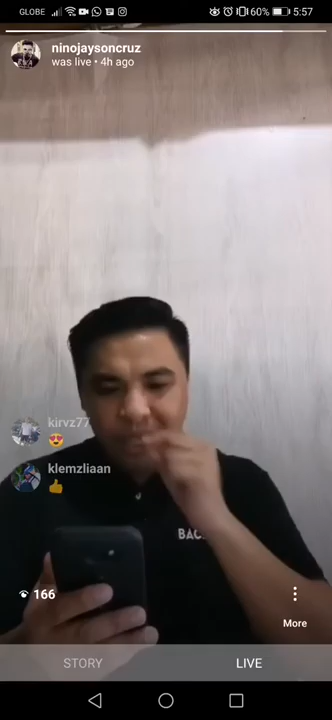 GLOBE 60% 5:57
ninojaysoncruz
was live • 4h ago
kirvz77
😍
klemzliaan
👍
BAC
166
More
STORY LIVE